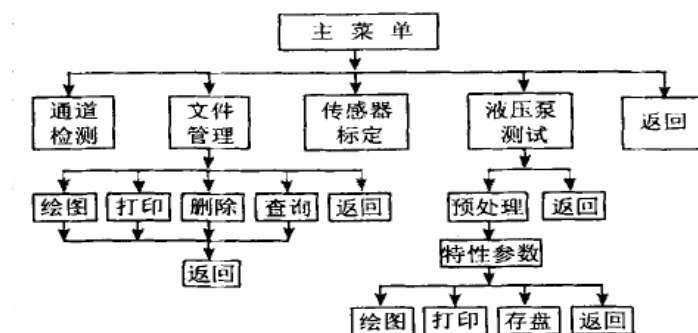 主菜单
通道
检测
文件
管理
传感器
标定
液压泵
测试
返回
绘图
打印
删除
查询
返回
预处理
返回
返回
特性参数
绘图
打印
存盘
返回